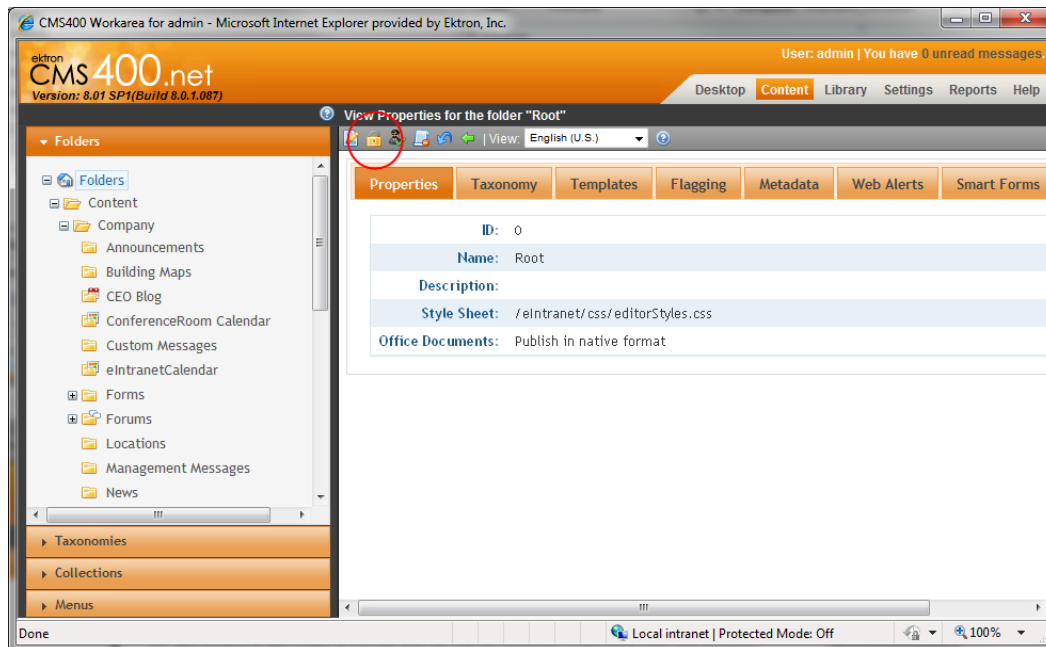 CMS400 Workarea for admin - Microsoft Internet Explorer provided by Ektron, Inc.
User: admin | You have 0 unread messages.
ektron
CMS400.net
Version: 8.01 SP1(Build 8.0.1.087)
Desktop Content Library Settings Reports Help
View Properties for the folder "Root"
Folders
| View: English (U.S.)
Properties Taxonomy Templates Flagging Metadata Web Alerts Smart Forms
Folders
Content
Company
Announcements
Building Maps
CEO Blog
ConferenceRoom Calendar
Custom Messages
eIntranetCalendar
Forms
Forums
Locations
Management Messages
News
ID: 0
Name: Root
Description:
Style Sheet: /eIntranet/css/editorStyles.css
Office Documents: Publish in native format
Taxonomies
Collections
Menus
Done
Local intranet | Protected Mode: Off
100%